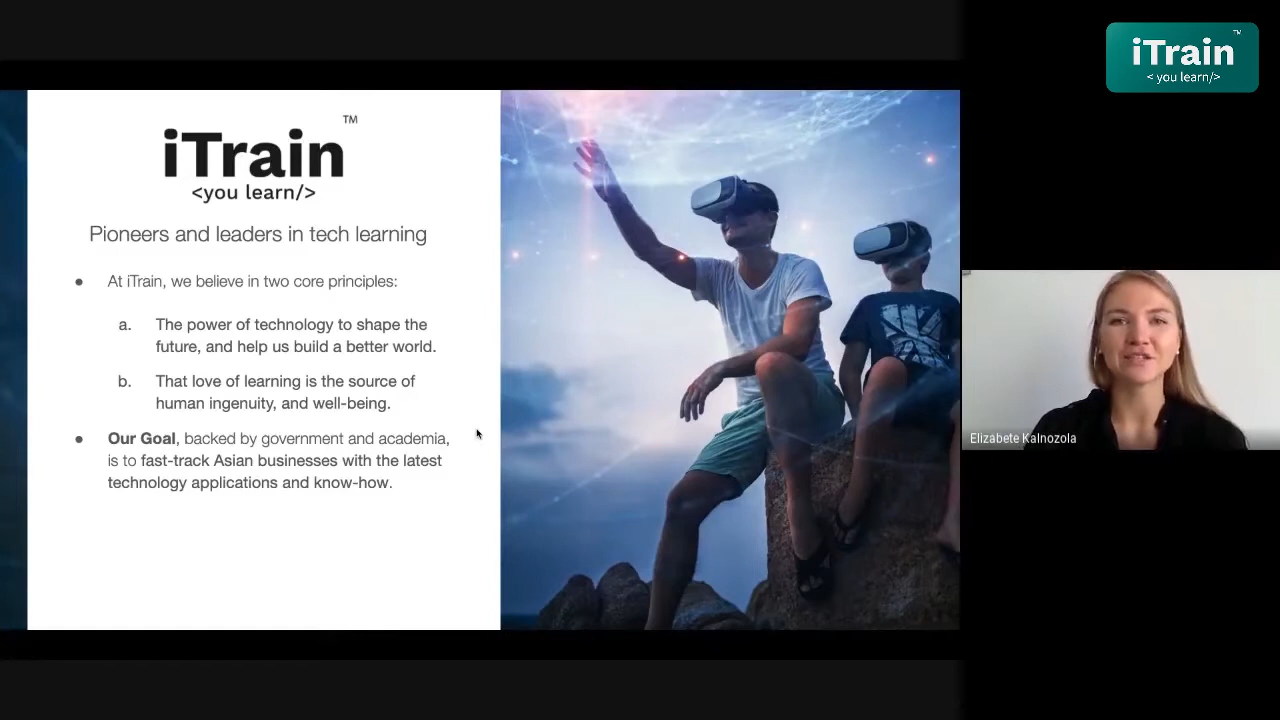 iTrain
TM
<you learn/>
Pioneers and leaders in tech learning
● At iTrain, we believe in two core principles:
a. The power of technology to shape the
future, and help us build a better world.
b. That love of learning is the source of
human ingenuity, and well-being.
● Our Goal, backed by government and academia,
is to fast-track Asian businesses with the latest
technology applications and know-how.
iTrain
TM
< you learn/>
Elizabete Kalnozola